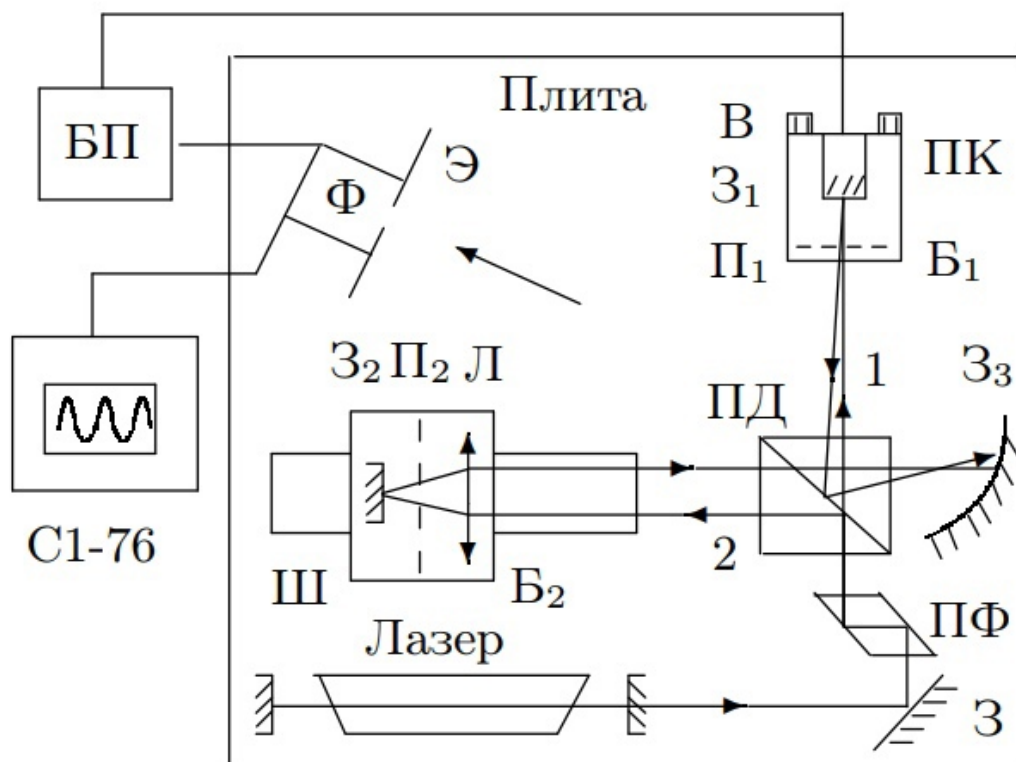 Плита
БП
В
ПК
Э
З₁
Ф
П₁
Б₁
З₂ П₂ Л
1
З₃
ПД
С1-76
2
Ш
Б₂
ПФ
Лазер
З